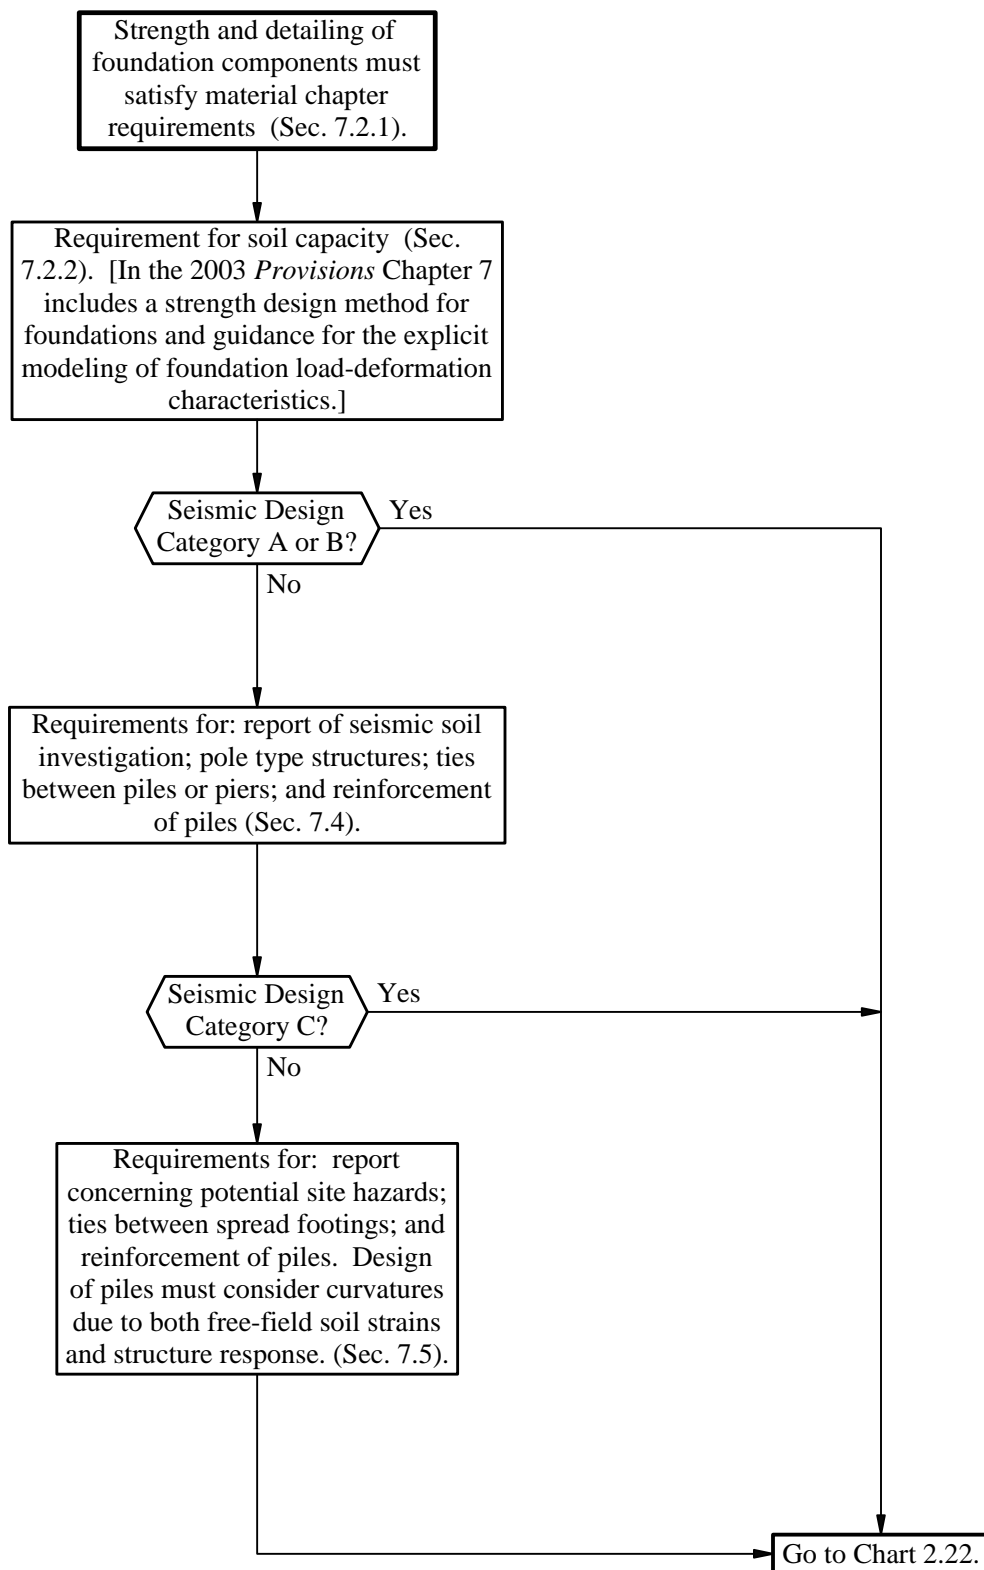 Strength and detailing of
foundation components must
satisfy material chapter
requirements (Sec. 7.2.1).
Requirement for soil capacity (Sec.
7.2.2). [In the 2003 Provisions Chapter 7
includes a strength design method for
foundations and guidance for the explicit
modeling of foundation load-deformation
characteristics.]
Seismic Design
Category A or B?
Yes
No
Requirements for: report of seismic soil
investigation; pole type structures; ties
between piles or piers; and reinforcement
of piles (Sec. 7.4).
Seismic Design
Category C?
Yes
No
Requirements for: report
concerning potential site hazards;
ties between spread footings; and
reinforcement of piles. Design
of piles must consider curvatures
due to both free-field soil strains
and structure response. (Sec. 7.5).
Go to Chart 2.22.